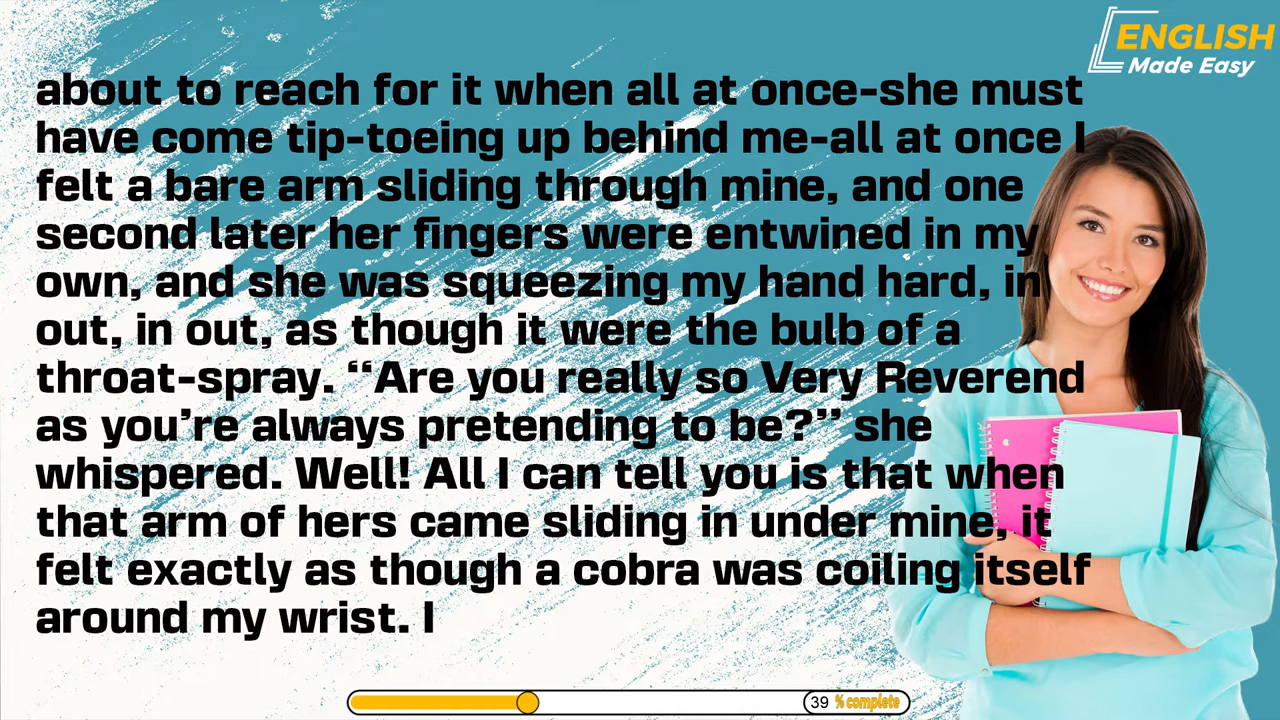 ENGLISH
Made Easy
about to reach for it when all at once-she must
have come tip-toeing up behind me-all at once I
felt a bare arm sliding through mine, and one
second later her fingers were entwined in my
own, and she was squeezing my hand hard, in
out, in out, as though it were the bulb of a
throat-spray. “Are you really so Very Reverend
as you’re always pretending to be?” she
whispered. Well! All I can tell you is that when
that arm of hers came sliding in under mine, it
felt exactly as though a cobra was coiling itself
around my wrist. I
39 % complete